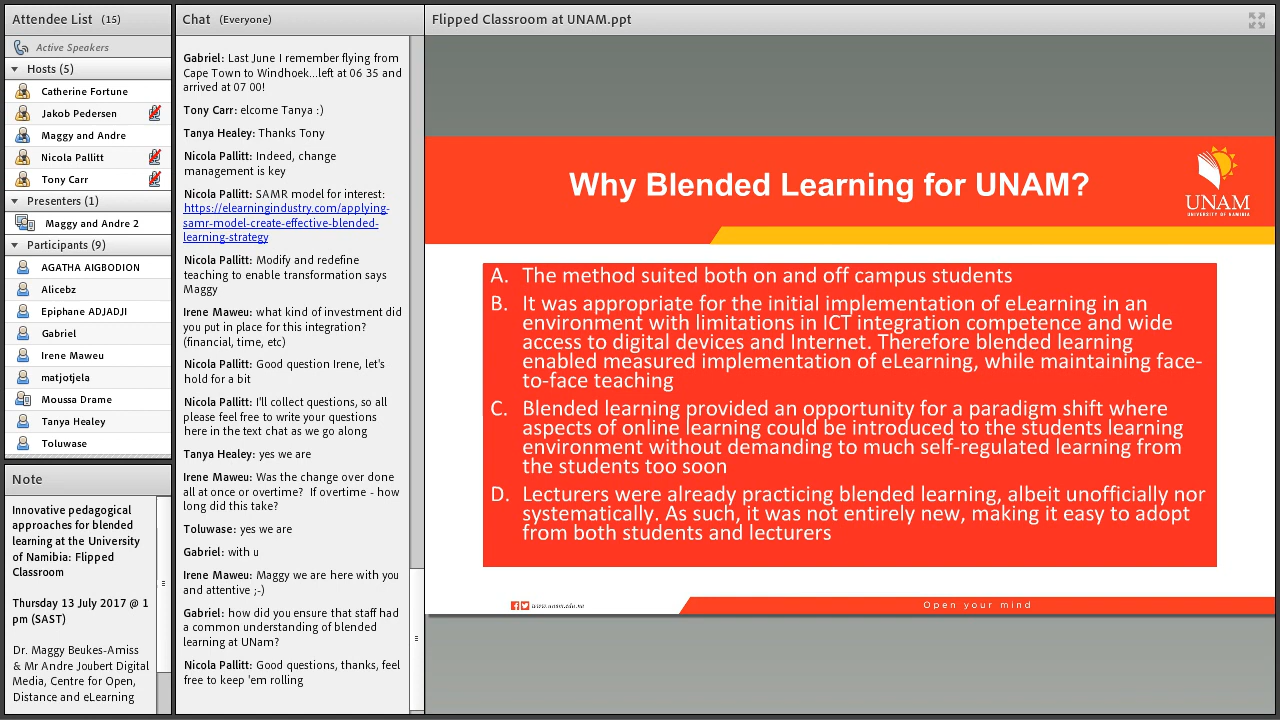 Attendee List (15)
Active Speakers
Hosts (5)
Catherine Fortune
Jakob Pedersen
Maggy and Andre
Nicola Pallitt
Tony Carr
Presenters (1)
Maggy and Andre 2
Participants (9)
AGATHA AIGBODION
Alicebz
Epiphane ADJADJI
Gabriel
Irene Maweu
matjotjela
Moussa Drame
Tanya Healey
Toluwase
Note
Innovative pedagogical
approaches for blended
learning at the University
of Namibia: Flipped
Classroom
Thursday 13 July 2017 @ 1
pm (SAST)
Dr. Maggy Beukes-Amiss
& Mr Andre Joubert Digital
Media, Centre for Open,
Distance and eLearning
Chat (Everyone)
Gabriel: Last June I remember flying from
Cape Town to Windhoek...left at 06 35 and
arrived at 07 00!
Tony Carr: elcome Tanya :)
Tanya Healey: Thanks Tony
Nicola Pallitt: Indeed, change
management is key
Nicola Pallitt: SAMR model for interest:
https://elearningindustry.com/applying-
samr-model-create-effective-blended-
learning-strategy
Nicola Pallitt: Modify and redefine
teaching to enable transformation says
Maggy
Irene Maweu: what kind of investment did
you put in place for this integration?
(financial, time, etc)
Nicola Pallitt: Good question Irene, let's
hold for a bit
Nicola Pallitt: I'll collect questions, so all
please feel free to write your questions
here in the text chat as we go along
Tanya Healey: yes we are
Irene Maweu: Was the change over done
all at once or overtime? If overtime - how
long did this take?
Toluwase: yes we are
Gabriel: with u
Irene Maweu: Maggy we are here with you
and attentive ;-)
Gabriel: how did you ensure that staff had
a common understanding of blended
learning at UNam?
Nicola Pallitt: Good questions, thanks, feel
free to keep 'em rolling
Flipped Classroom at UNAM.ppt
Why Blended Learning for UNAM?
UNAM
UNIVERSITY OF NAMIBIA
A. The method suited both on and off campus students
B. It was appropriate for the initial implementation of eLearning in an
environment with limitations in ICT integration competence and wide
access to digital devices and Internet. Therefore blended learning
enabled measured implementation of eLearning, while maintaining face-
to-face teaching
C. Blended learning provided an opportunity for a paradigm shift where
aspects of online learning could be introduced to the students learning
environment without demanding to much self-regulated learning from
the students too soon
D. Lecturers were already practicing blended learning, albeit unofficially nor
systematically. As such, it was not entirely new, making it easy to adopt
from both students and lecturers
www.unam.edu.na
Open your mind